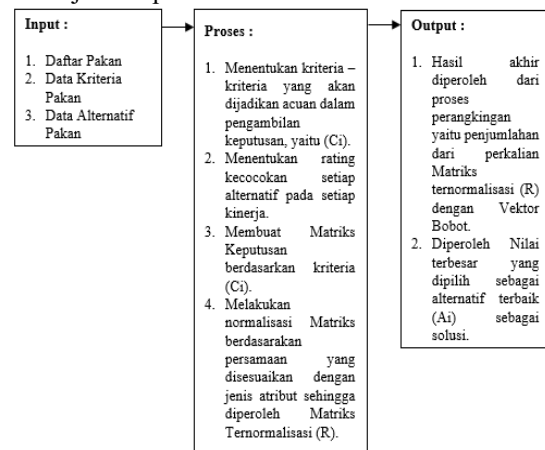 Input :
1. Daftar Pakan
2. Data Kriteria
Pakan
3. Data Alternatif
Pakan
Proses :
1. Menentukan kriteria –
kriteria yang akan
dijadikan acuan dalam
pengambilan
keputusan, yaitu (Ci).
2. Menentukan rating
kecocokan setiap
alternatif pada setiap
kinerja.
3. Membuat Matriks
Keputusan
berdasarkan kriteria
(Ci).
4. Melakukan
normalisasi Matriks
berdasarakan
persamaan yang
disesuaikan dengan
jenis atribut sehingga
diperoleh Matriks
Ternormalisasi (R).
Output :
1. Hasil akhir
diperoleh dari
proses
perangkingan
yaitu penjumlahan
dari perkalian
Matriks
ternormalisasi (R)
dengan Vektor
Bobot.
2. Diperoleh Nilai
terbesar yang
dipilih sebagai
alternatif terbaik
(Ai) sebagai
solusi.